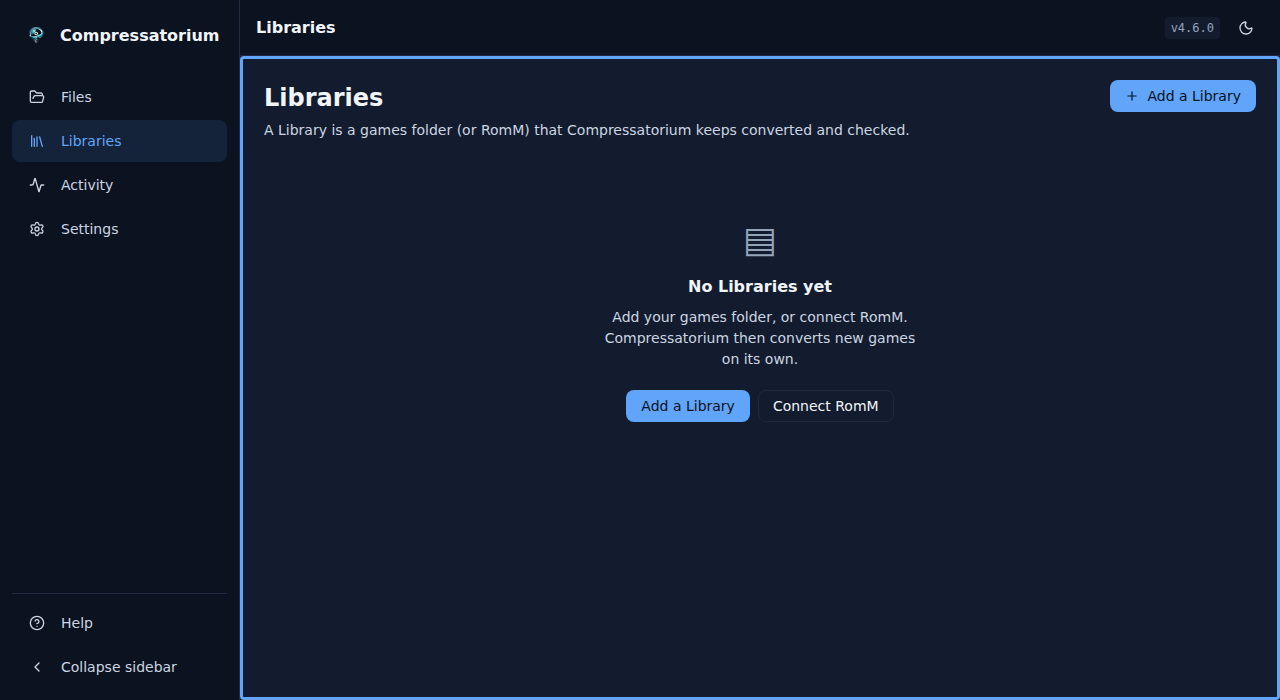 Compressatorium
Files
Libraries
Activity
Settings
Help
Collapse sidebar
Libraries
v4.6.0
Libraries
+ Add a Library
A Library is a games folder (or RomM) that Compressatorium keeps converted and checked.
No Libraries yet
Add your games folder, or connect RomM.
Compressatorium then converts new games
on its own.
Add a Library
Connect RomM